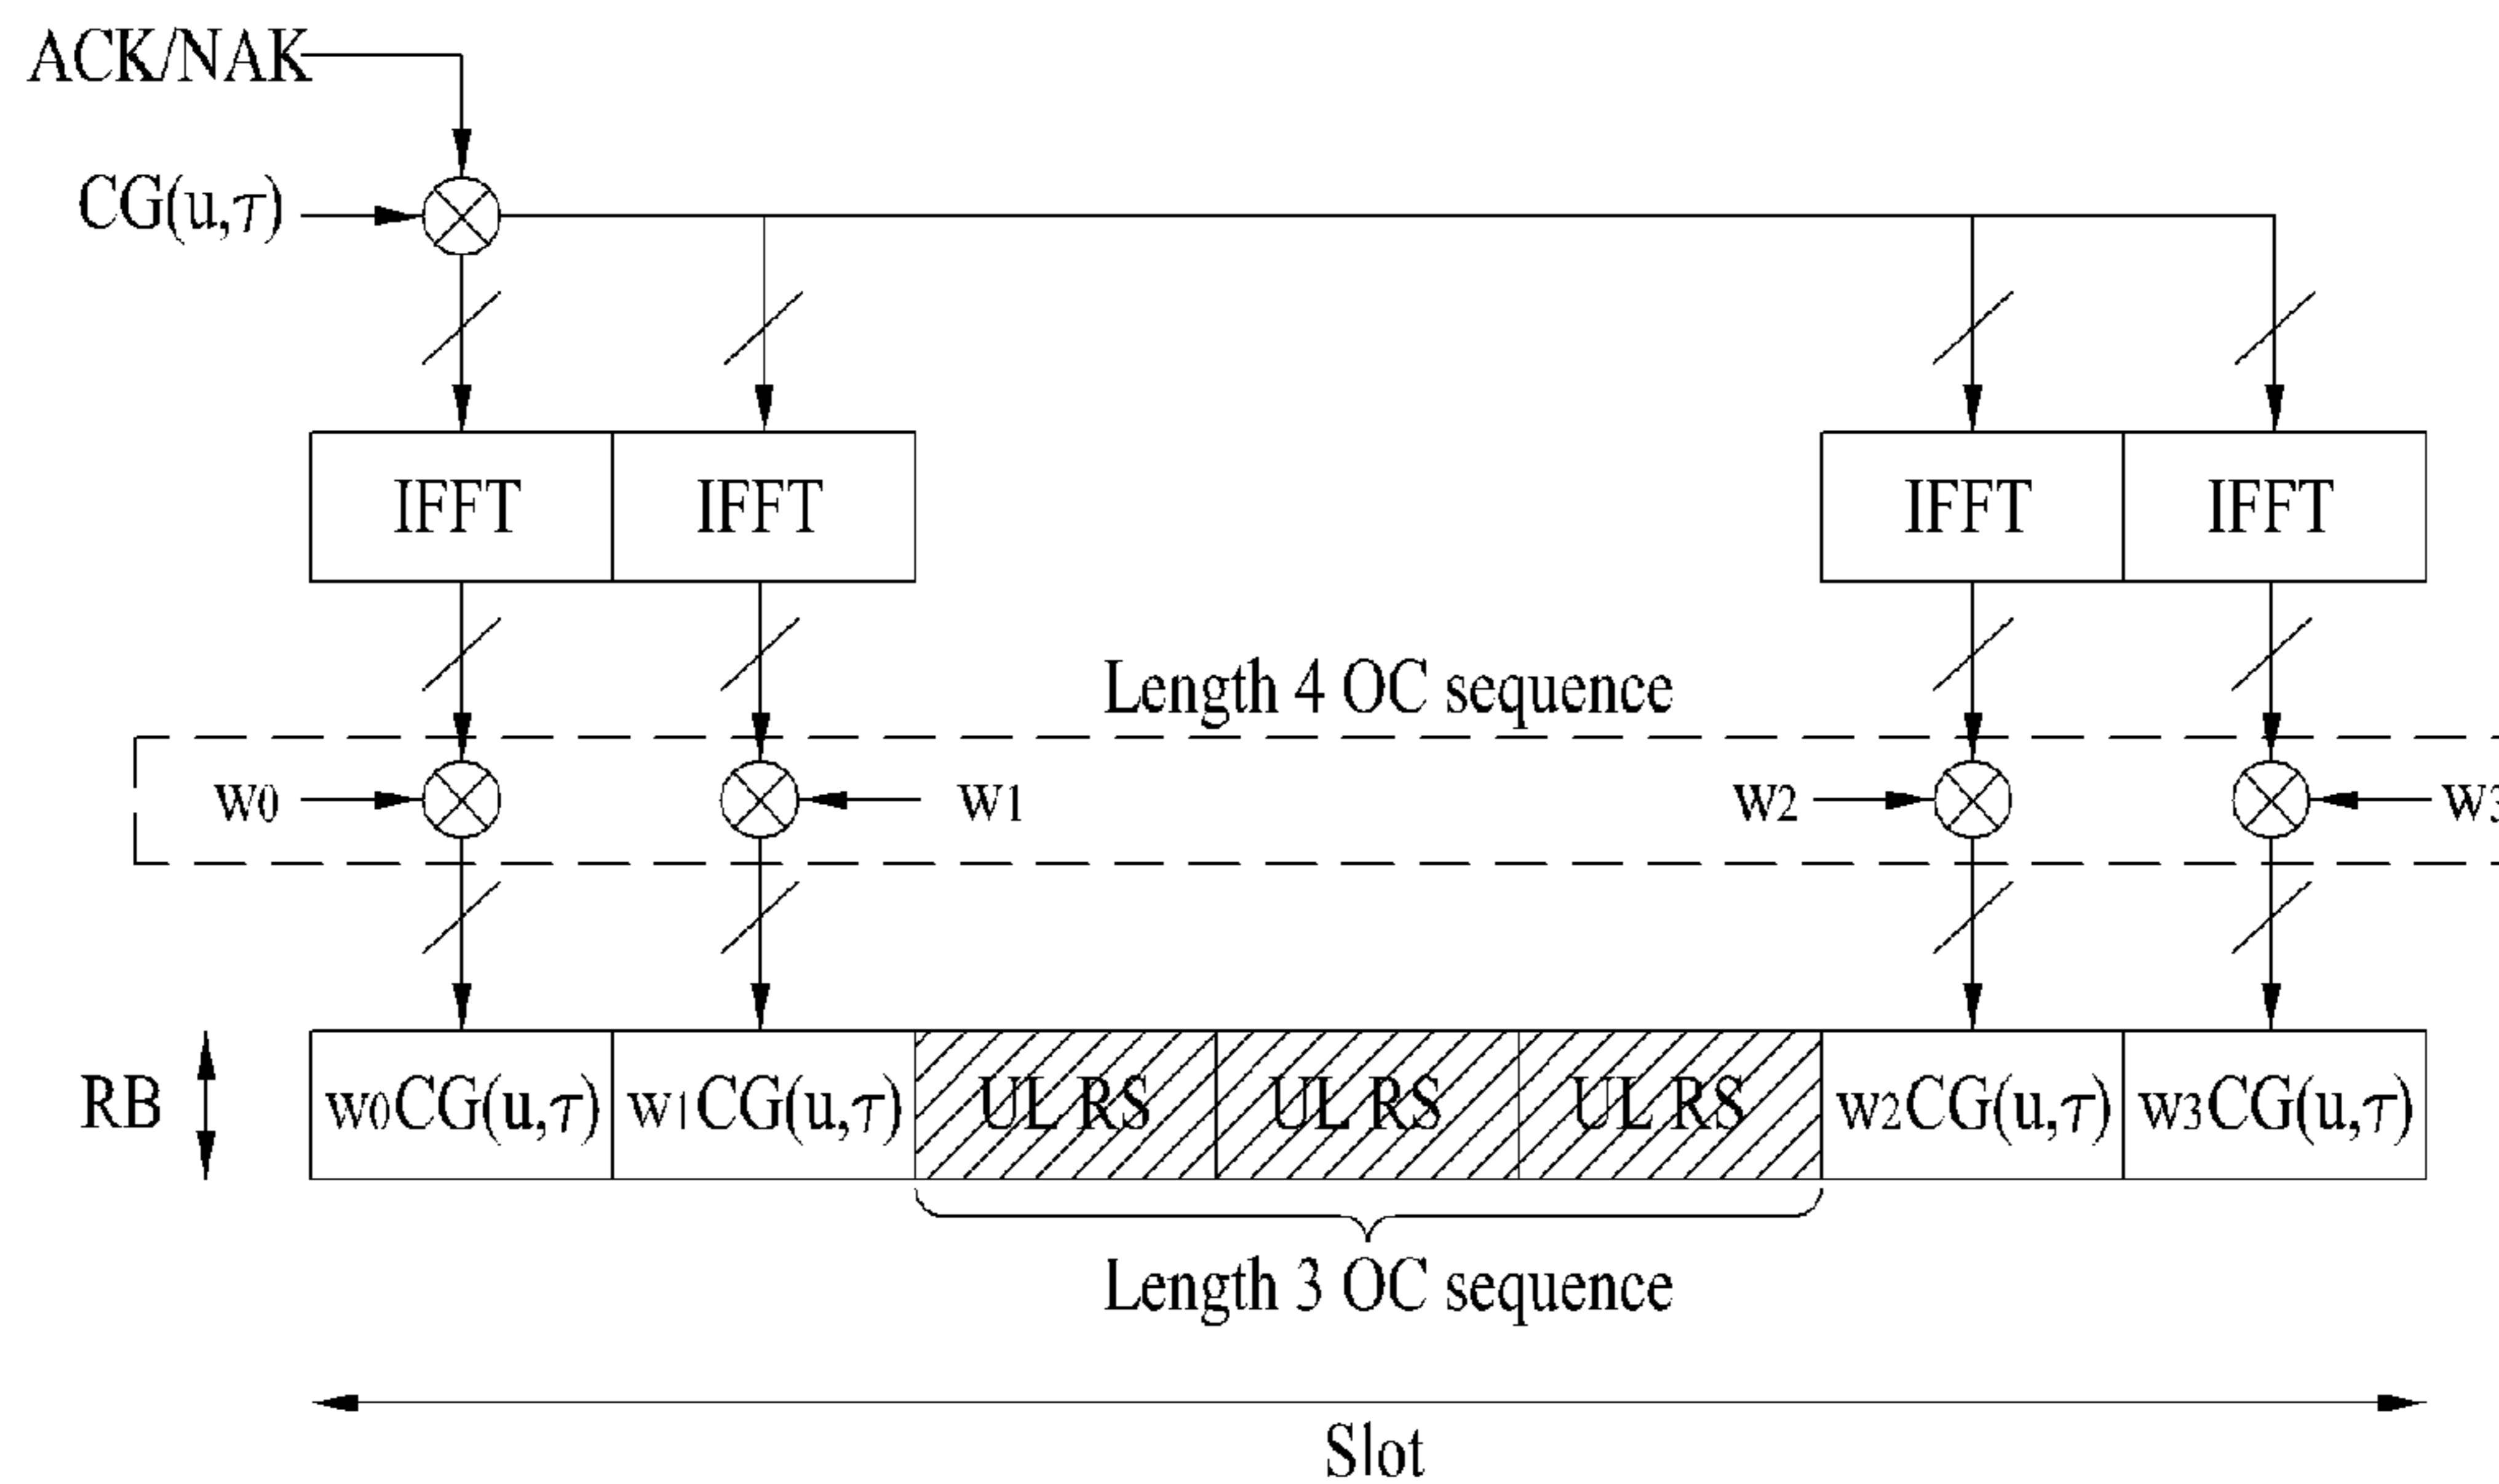 ACK/NAK
CG(u,τ)
IFFT IFFT IFFT IFFT
Length 4 OC sequence
w0 w1 w2 w3
RB w0CG(u,τ) w1CG(u,τ) UL RS UL RS UL RS w2CG(u,τ) w3CG(u,τ)
Length 3 OC sequence
Slot